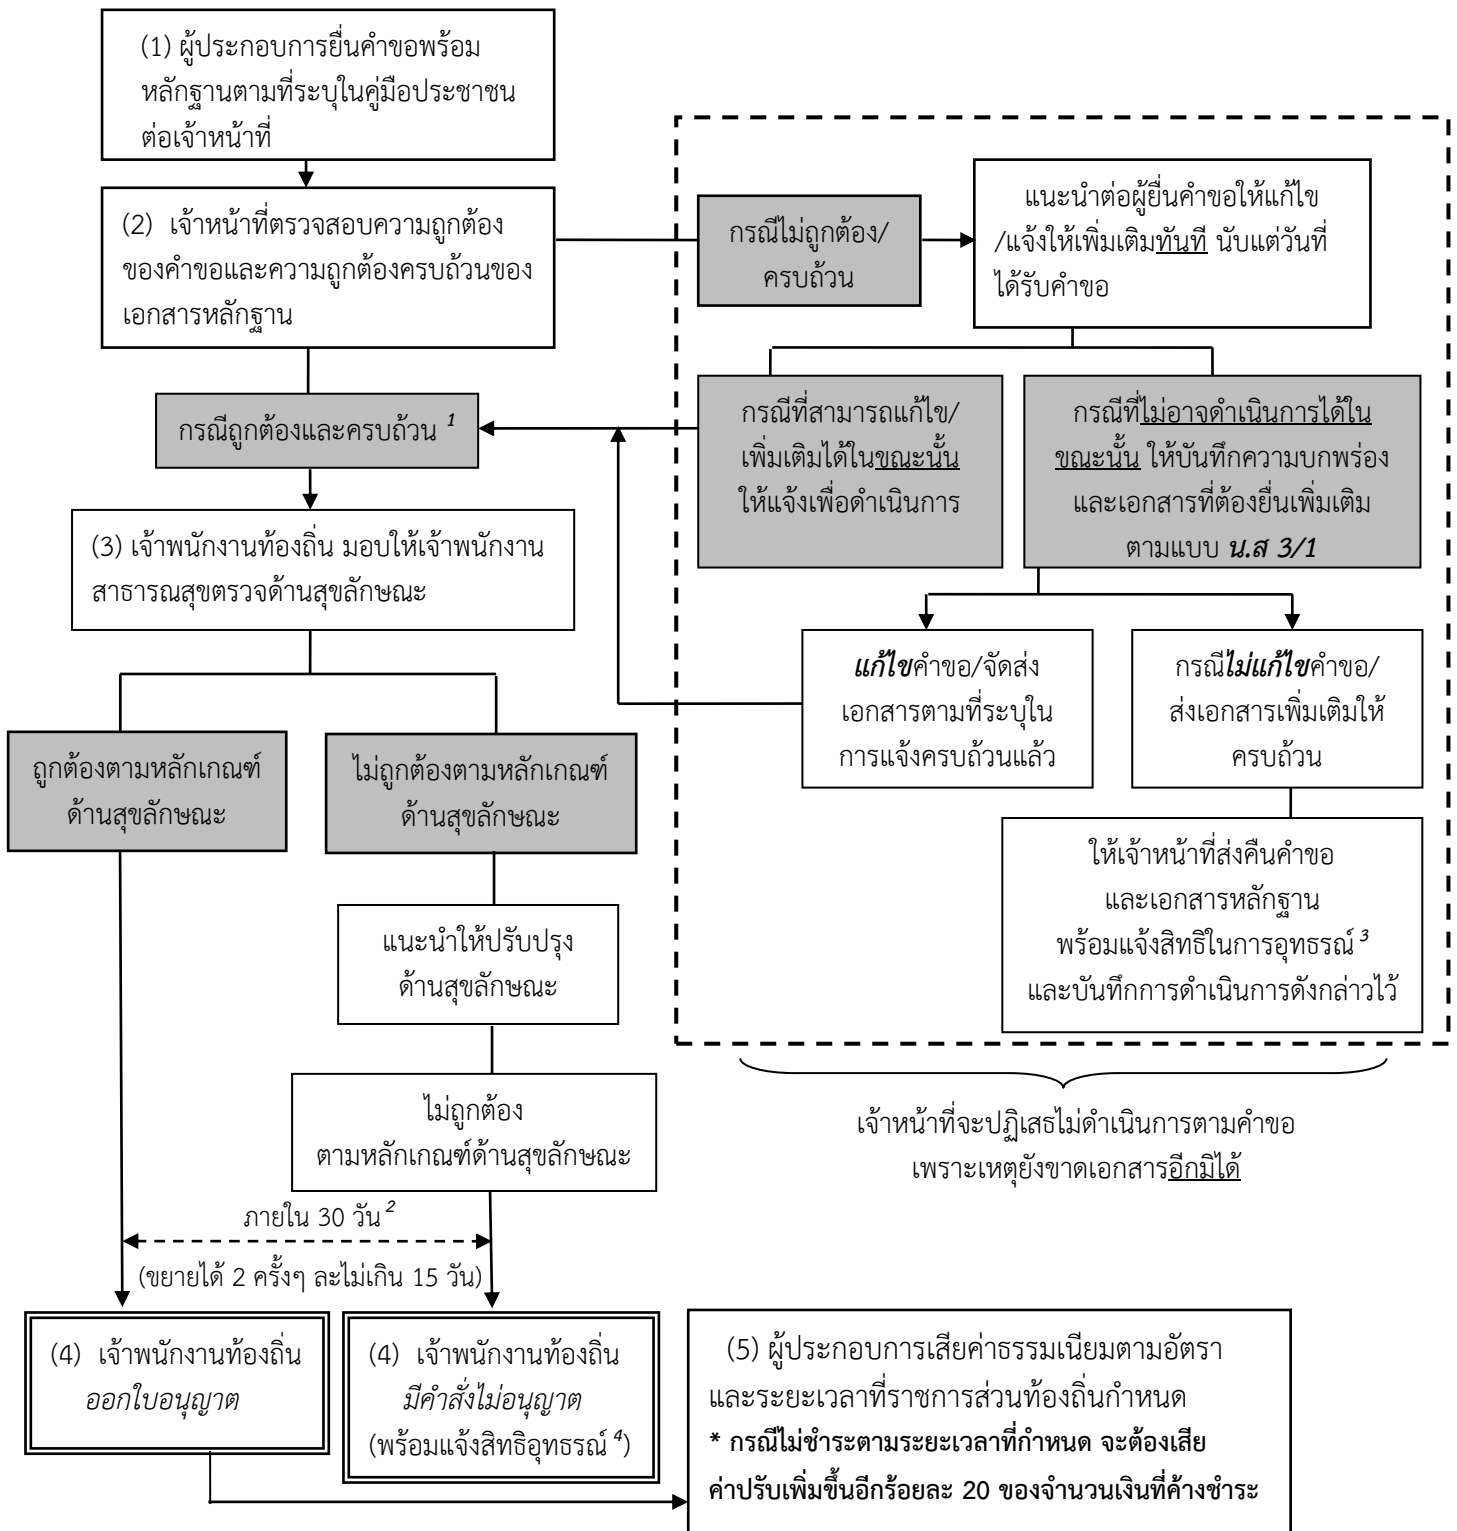 (1) ผู้ประกอบการยื่นคำขอพร้อม
หลักฐานตามที่ระบุในคู่มือประชาชน
ต่อเจ้าหน้าที่
(2) เจ้าหน้าที่ตรวจสอบความถูกต้อง
ของคำขอและความถูกต้องครบถ้วนของ
เอกสารหลักฐาน
กรณีไม่ถูกต้อง/
ครบถ้วน
แนะนำต่อผู้ยื่นคำขอให้แก้ไข
/แจ้งให้เพิ่มเติมทันที นับแต่วันที่
ได้รับคำขอ
กรณีถูกต้องและครบถ้วน 1
กรณีที่สามารถแก้ไข/
เพิ่มเติมได้ในขณะนั้น
ให้แจ้งเพื่อดำเนินการ
กรณีที่ไม่อาจดำเนินการได้ใน
ขณะนั้น ให้บันทึกความบกพร่อง
และเอกสารที่ต้องยื่นเพิ่มเติม
ตามแบบ น.ส 3/1
(3) เจ้าพนักงานท้องถิ่น มอบให้เจ้าพนักงาน
สาธารณสุขตรวจด้านสุขลักษณะ
แก้ไขคำขอ/จัดส่ง
เอกสารตามที่ระบุใน
การแจ้งครบถ้วนแล้ว
กรณีไม่แก้ไขคำขอ/
ส่งเอกสารเพิ่มเติมให้
ครบถ้วน
ถูกต้องตามหลักเกณฑ์
ด้านสุขลักษณะ
ไม่ถูกต้องตามหลักเกณฑ์
ด้านสุขลักษณะ
ให้เจ้าหน้าที่ส่งคืนคำขอ
และเอกสารหลักฐาน
พร้อมแจ้งสิทธิในการอุทธรณ์ 3
และบันทึกการดำเนินการดังกล่าวไว้
แนะนำให้ปรับปรุง
ด้านสุขลักษณะ
ไม่ถูกต้อง
ตามหลักเกณฑ์ด้านสุขลักษณะ
เจ้าหน้าที่จะปฏิเสธไม่ดำเนินการตามคำขอ
เพราะเหตุยังขาดเอกสารอีกมิได้
ภายใน 30 วัน 2
(ขยายได้ 2 ครั้งๆ ละไม่เกิน 15 วัน)
(4) เจ้าพนักงานท้องถิ่น
ออกใบอนุญาต
(4) เจ้าพนักงานท้องถิ่น
มีคำสั่งไม่อนุญาต
(พร้อมแจ้งสิทธิอุทธรณ์ 4)
(5) ผู้ประกอบการเสียค่าธรรมเนียมตามอัตรา
และระยะเวลาที่ราชการส่วนท้องถิ่นกำหนด
* กรณีไม่ชำระตามระยะเวลาที่กำหนด จะต้องเสีย
ค่าปรับเพิ่มขึ้นอีกร้อยละ 20 ของจำนวนเงินที่ค้างชำระ